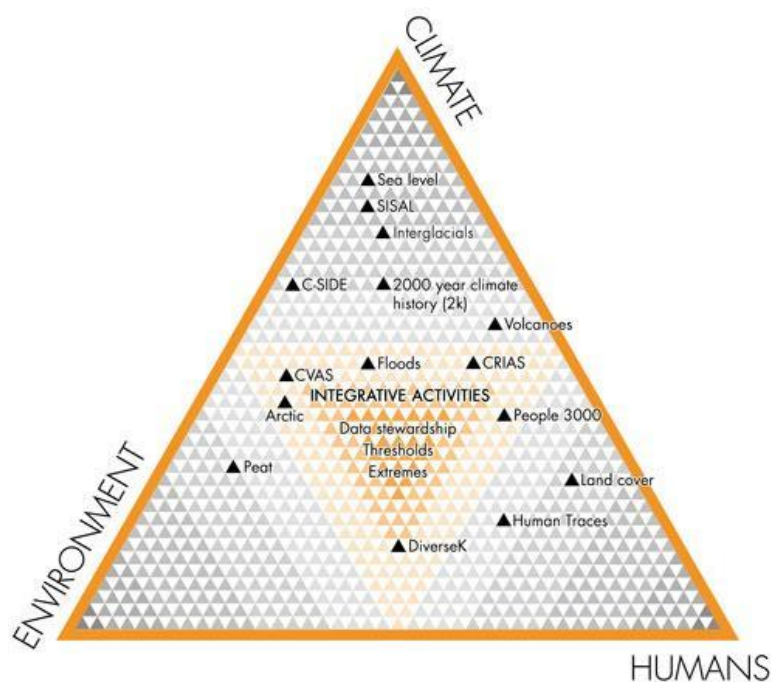 CLIMATE
Sea level
SISAL
Interglacials
C-SIDE
2000 year climate
history (2k)
Volcanoes
Floods
CRIAS
CVAS
INTEGRATIVE ACTIVITIES
Arctic
People 3000
Data stewardship
Thresholds
Extremes
Peat
Land cover
Human Traces
DiverseK
ENVIRONMENT
HUMANS